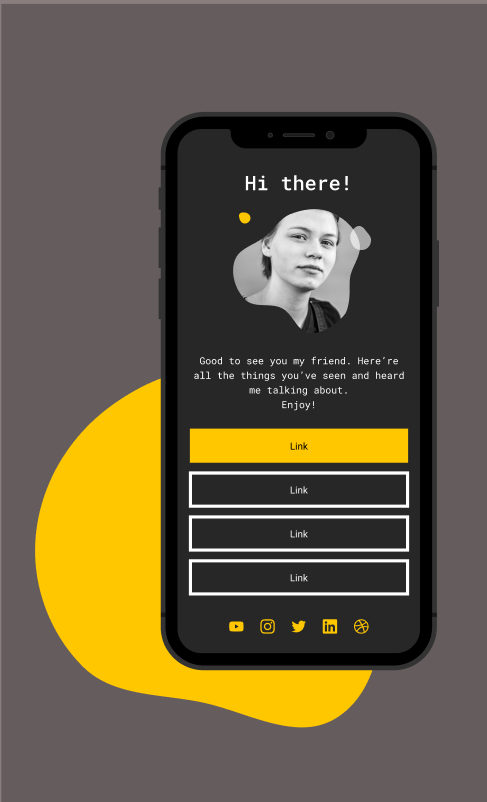 Hi there!
Good to see you my friend. Here’re
all the things you’ve seen and heard
me talking about.
Enjoy!
Link
Link
Link
Link